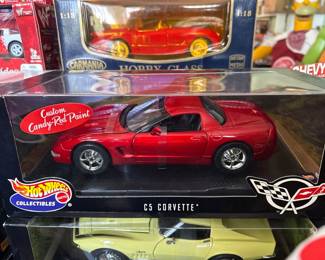 1:18
1:18
CARMANIA
HOBBY CLASS
CHEVY
Custom
Candy-Red Paint
Hot Wheels
COLLECTIBLES
C5 CORVETTE